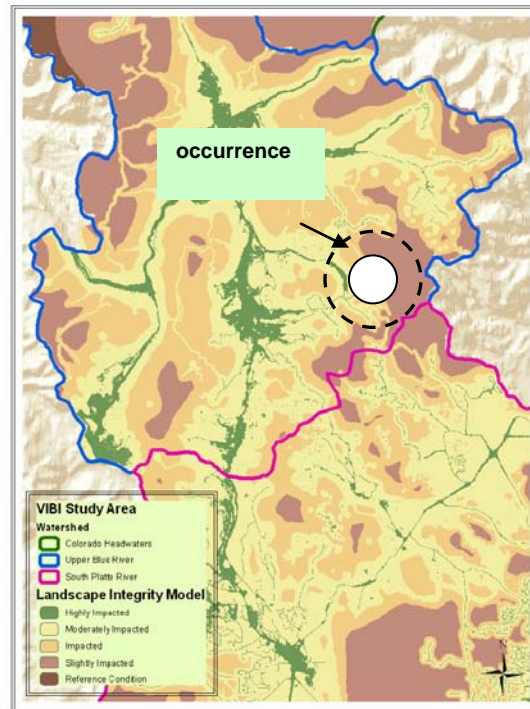 occurrence
VIBI Study Area
Watershed
Colorado Headwaters
Upper Blue River
South Platte River
Landscape Integrity Model
Highly Impacted
Moderately Impacted
Impacted
Slightly Impacted
Reference Condition
N